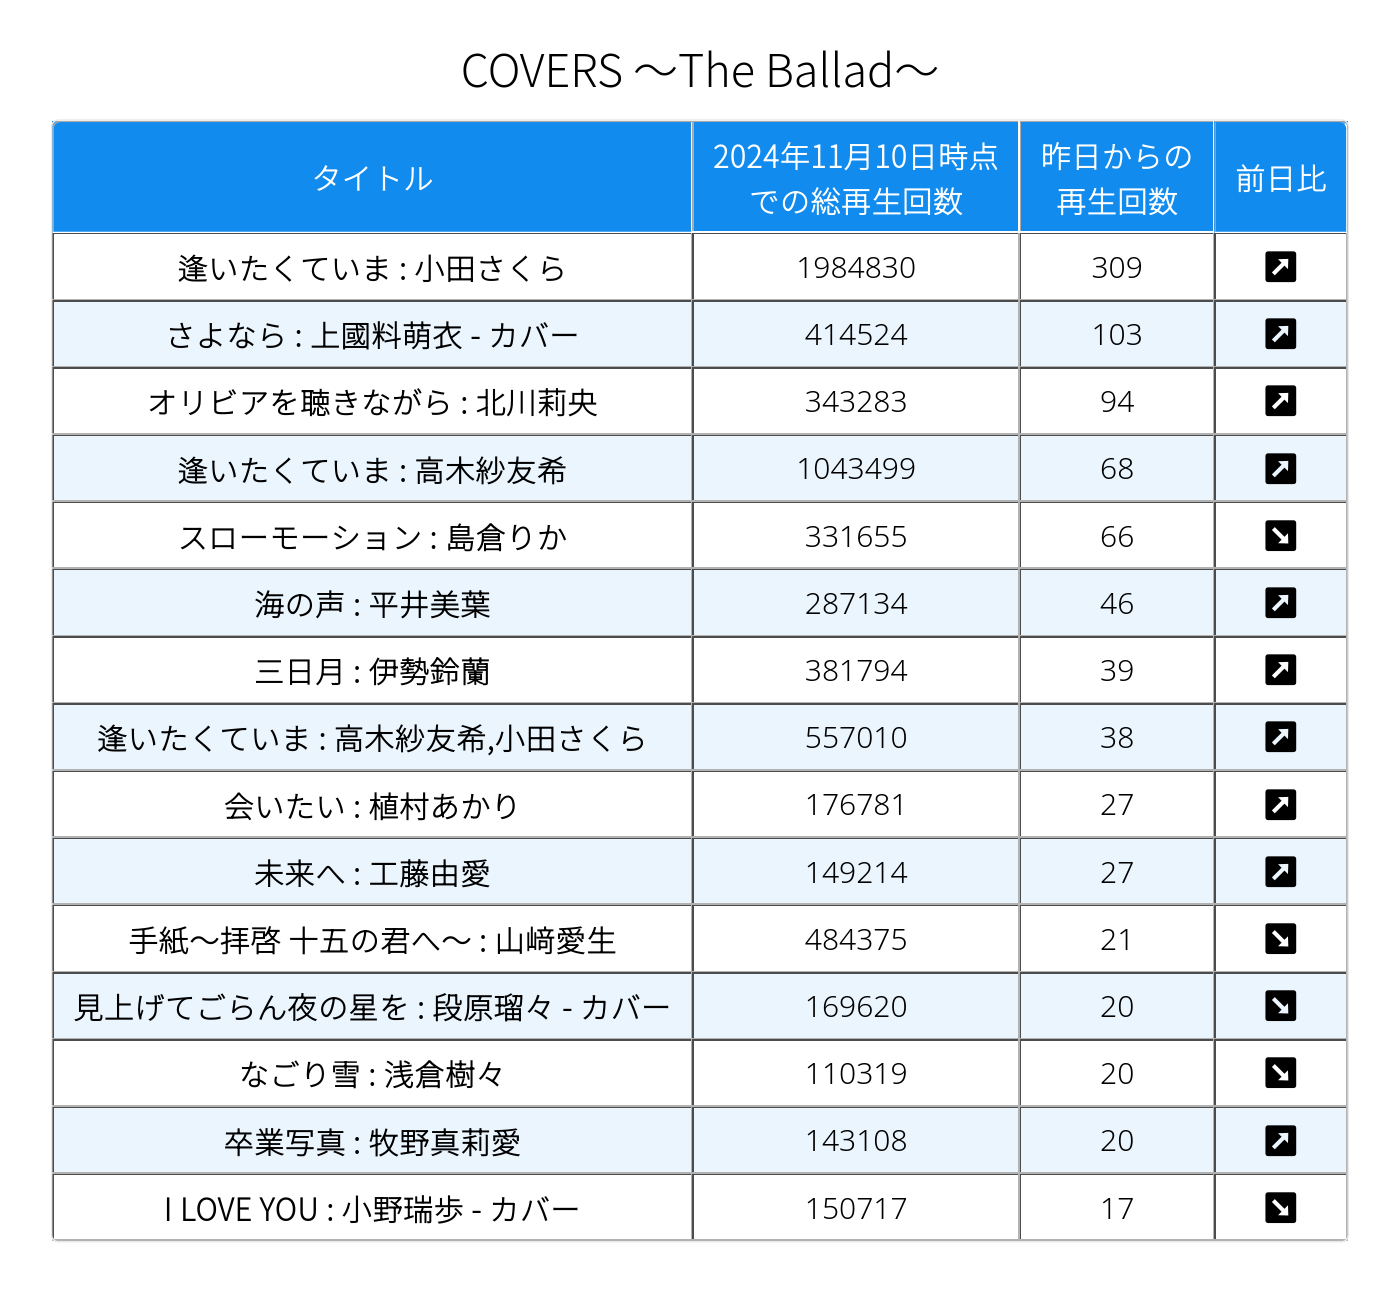 COVERS ～The Ballad～
タイトル 2024年11月10日時点での総再生回数 昨日からの再生回数 前日比
逢いたくていま : 小田さくら 1984830 309 ↗
さよなら : 上國料萌衣 - カバー 414524 103 ↗
オリビアを聴きながら : 北川莉央 343283 94 ↗
逢いたくていま : 高木紗友希 1043499 68 ↗
スローモーション : 島倉りか 331655 66 ↘
海の声 : 平井美葉 287134 46 ↗
三日月 : 伊勢鈴蘭 381794 39 ↗
逢いたくていま : 高木紗友希,小田さくら 557010 38 ↗
会いたい : 植村あかり 176781 27 ↗
未来へ : 工藤由愛 149214 27 ↗
手紙～拝啓 十五の君へ～ : 山﨑愛生 484375 21 ↘
見上げてごらん夜の星を : 段原瑠々 - カバー 169620 20 ↘
なごり雪 : 浅倉樹々 110319 20 ↘
卒業写真 : 牧野真莉愛 143108 20 ↗
I LOVE YOU : 小野瑞歩 - カバー 150717 17 ↘